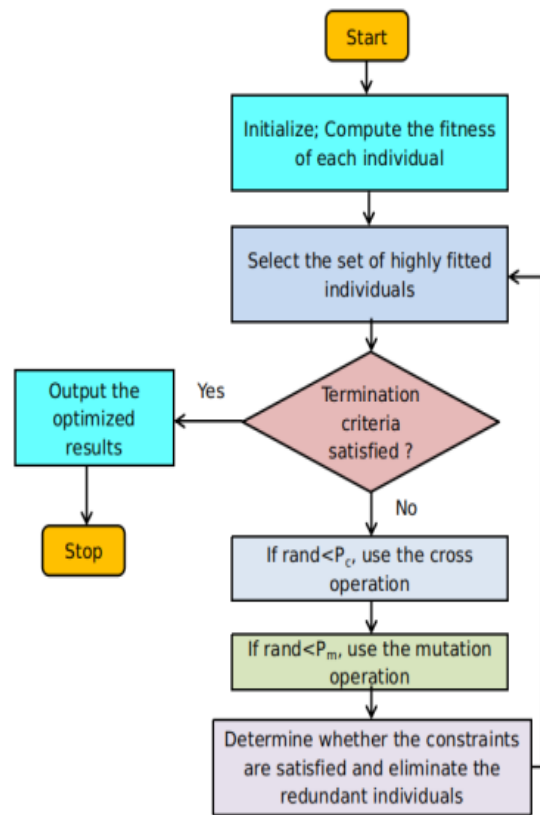 Start
Initialize; Compute the fitness
of each individual
Select the set of highly fitted
individuals
Termination
criteria
satisfied ?
Yes
Output the
optimized
results
Stop
No
If rand<P_c, use the cross
operation
If rand<P_m, use the mutation
operation
Determine whether the constraints
are satisfied and eliminate the
redundant individuals